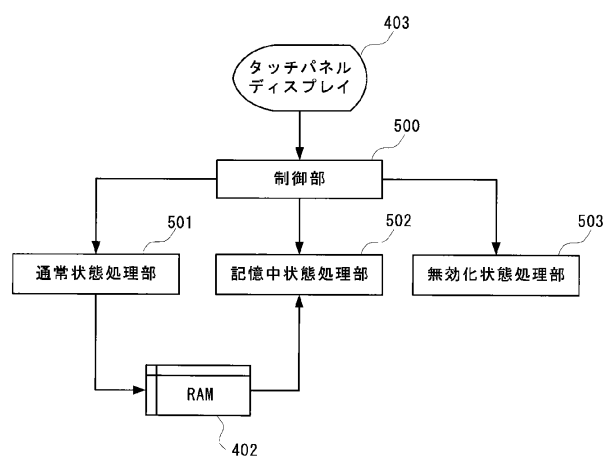 403
タッチパネル
ディスプレイ
500
制御部
501
通常状態処理部
502
記憶中状態処理部
503
無効化状態処理部
RAM
402